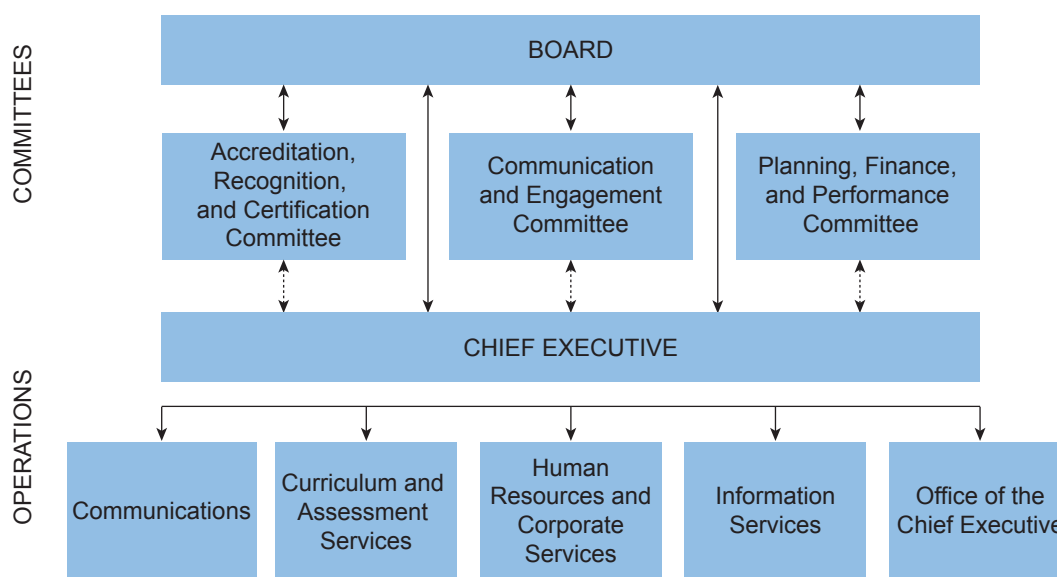 COMMITTEES
BOARD
Accreditation,
Recognition,
and Certification
Committee
Communication
and Engagement
Committee
Planning, Finance,
and Performance
Committee
CHIEF EXECUTIVE
OPERATIONS
Communications
Curriculum and
Assessment
Services
Human
Resources and
Corporate
Services
Information
Services
Office of the
Chief Executive